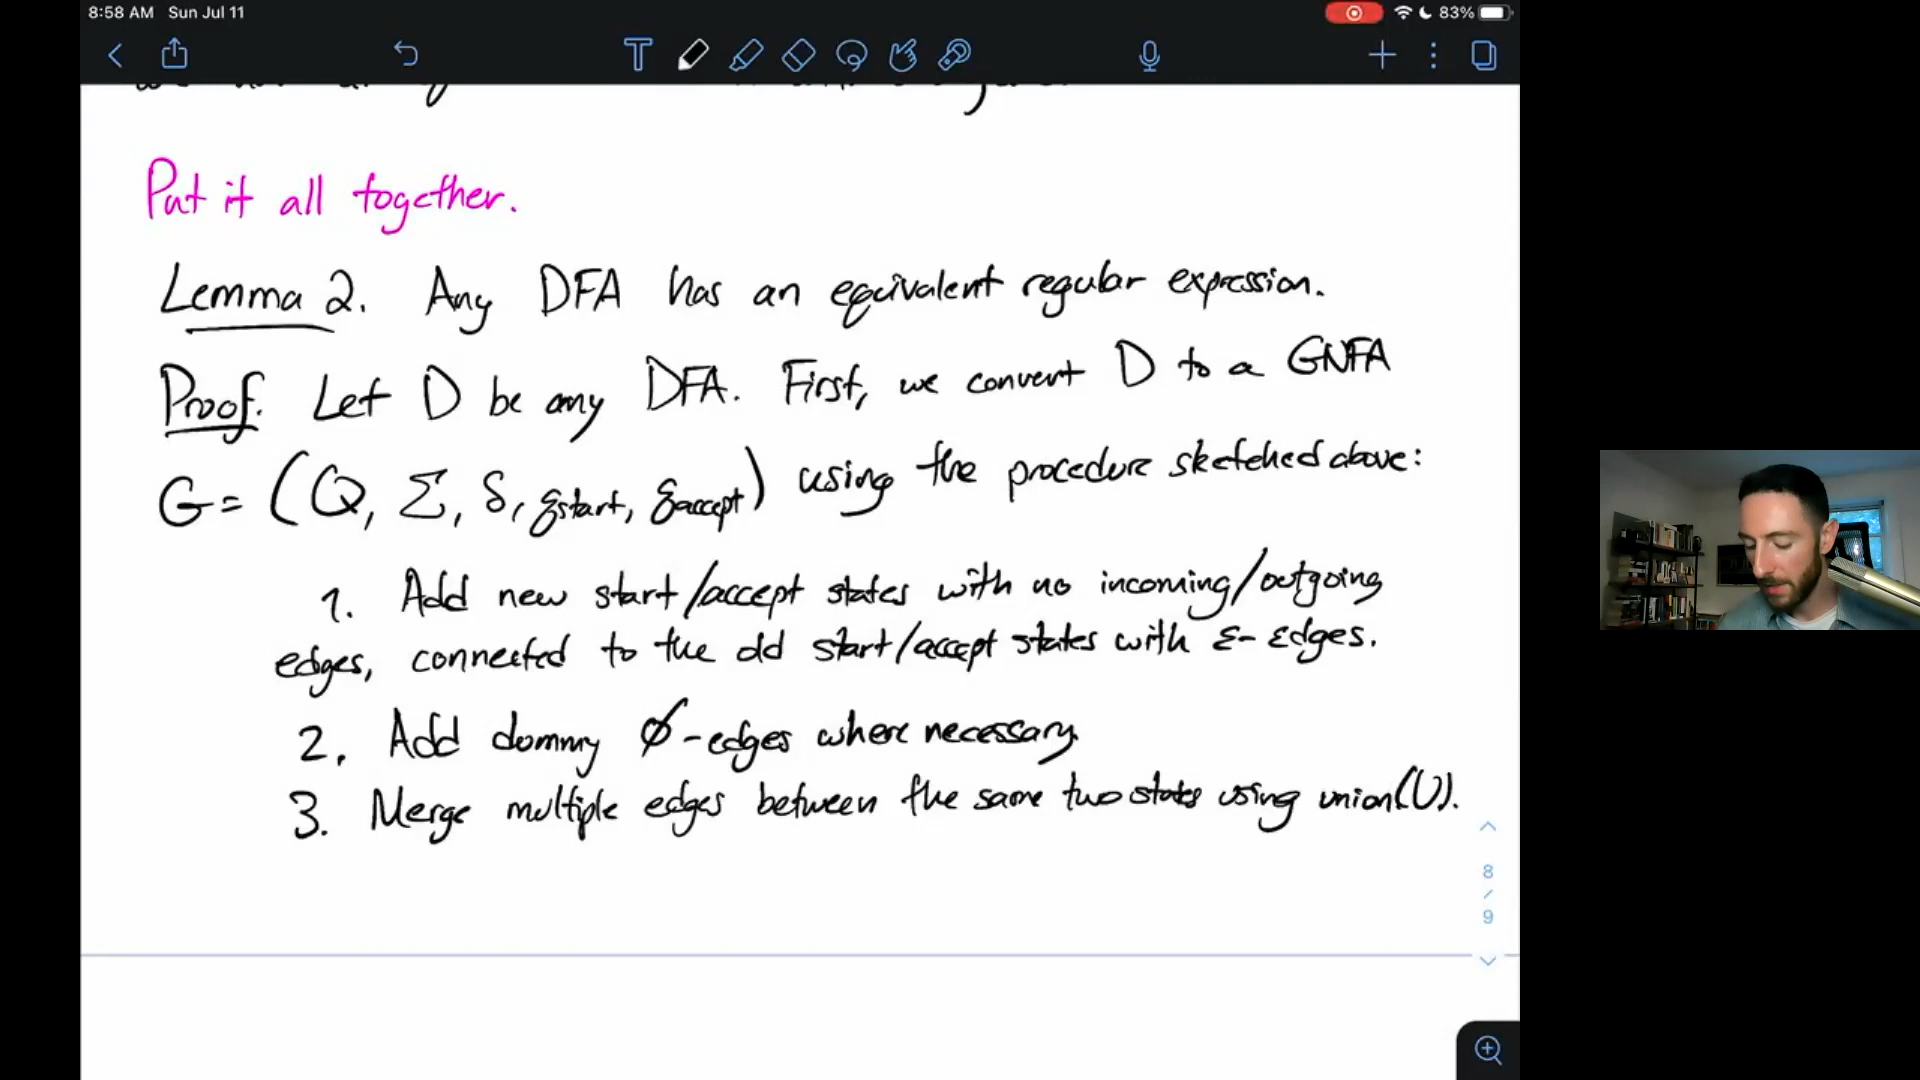 8:58 AM Sun Jul 11
83%
Put it all together.
Lemma 2. Any DFA has an equivalent regular expression.
Proof. Let D be any DFA. First, we convert D to a GNFA
G = (Q, Σ, δ, qstart, qaccept) using the procedure sketched above:
1. Add new start/accept states with no incoming/outgoing
edges, connected to the old start/accept states with ε-edges.
2. Add dummy ∅-edges where necessary.
3. Merge multiple edges between the same two states using union (U).
8
/
9